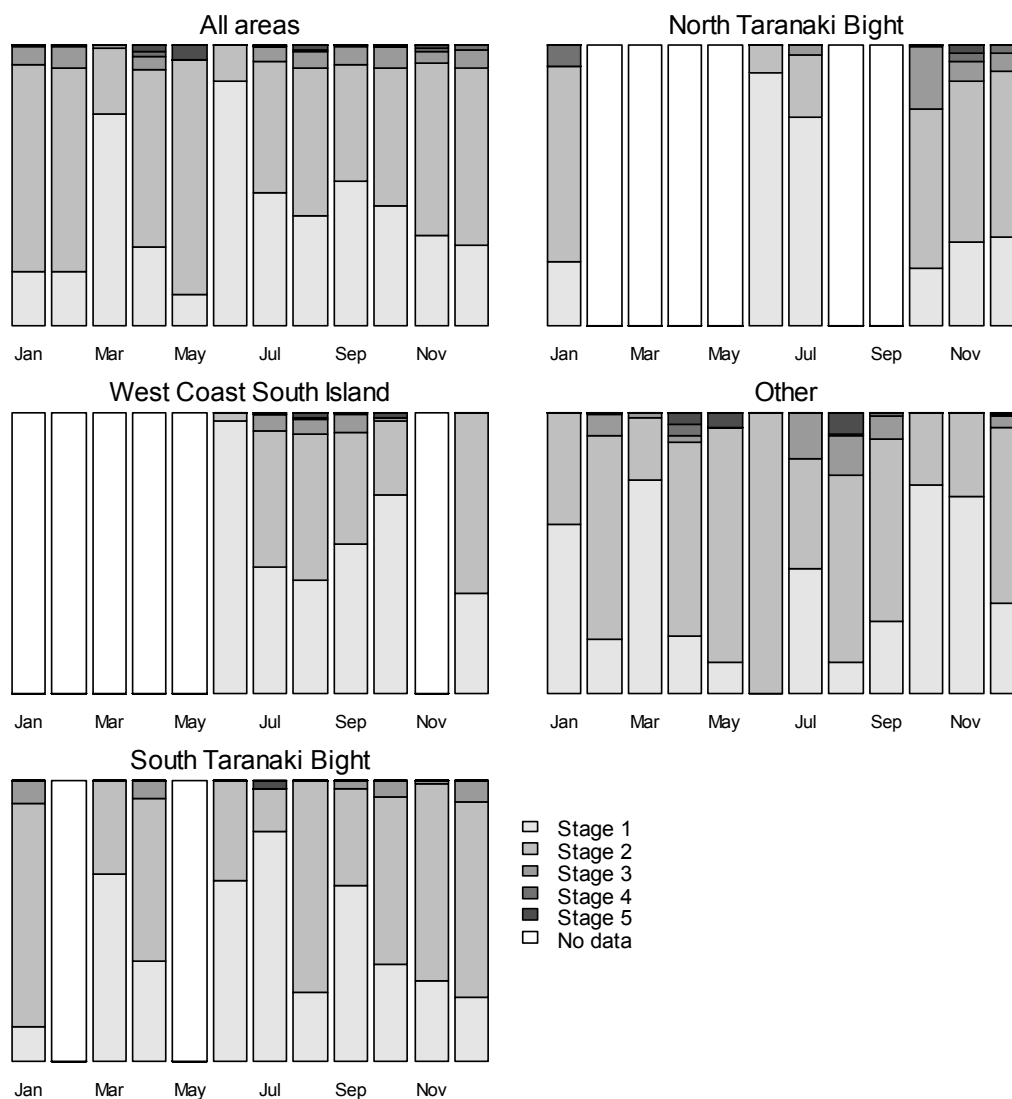 All areas
Jan Mar May Jul Sep Nov
North Taranaki Bight
Jan Mar May Jul Sep Nov
West Coast South Island
Jan Mar May Jul Sep Nov
Other
Jan Mar May Jul Sep Nov
South Taranaki Bight
Jan Mar May Jul Sep Nov
Stage 1
Stage 2
Stage 3
Stage 4
Stage 5
No data